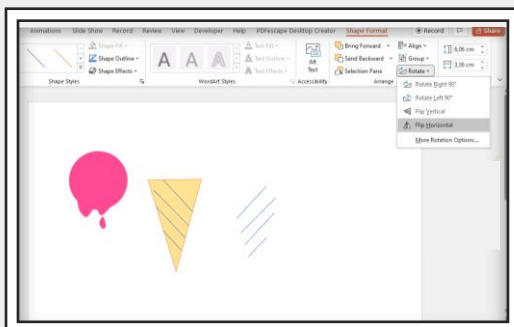 Animations Slide Show Record Review View Developer Help PDFescape Desktop Creator Shape Format Record Share
Shape Fill Text Fill Bring Forward Align 4,06 cm
Shape Outline Text Outline Send Backward Group 3,36 cm
Shape Effects A A A Text Effects Alt Text Selection Pane Rotate
Shape Styles WordArt Styles Accessibility Arrange
Rotate Right 90°
Rotate Left 90°
Flip Vertical
Flip Horizontal
More Rotation Options...